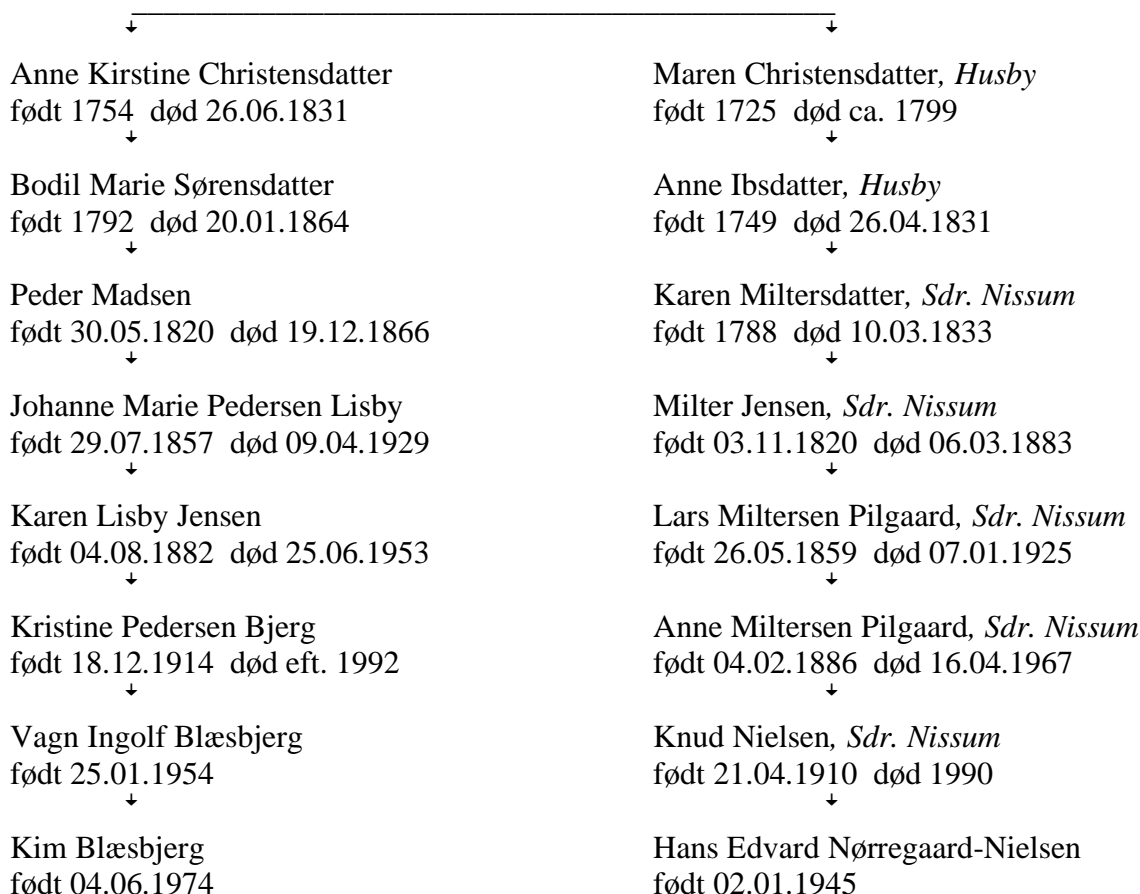 Anne Kirstine Christensdatter
født 1754 død 26.06.1831
Bodil Marie Sørensdatter
født 1792 død 20.01.1864
Peder Madsen
født 30.05.1820 død 19.12.1866
Johanne Marie Pedersen Lisby
født 29.07.1857 død 09.04.1929
Karen Lisby Jensen
født 04.08.1882 død 25.06.1953
Kristine Pedersen Bjerg
født 18.12.1914 død eft. 1992
Vagn Ingolf Blæsbjerg
født 25.01.1954
Kim Blæsbjerg
født 04.06.1974
Maren Christensdatter, Husby
født 1725 død ca. 1799
Anne Ibsdatter, Husby
født 1749 død 26.04.1831
Karen Miltersdatter, Sdr. Nissum
født 1788 død 10.03.1833
Milter Jensen, Sdr. Nissum
født 03.11.1820 død 06.03.1883
Lars Miltersen Pilgaard, Sdr. Nissum
født 26.05.1859 død 07.01.1925
Anne Miltersen Pilgaard, Sdr. Nissum
født 04.02.1886 død 16.04.1967
Knud Nielsen, Sdr. Nissum
født 21.04.1910 død 1990
Hans Edvard Nørregaard-Nielsen
født 02.01.1945